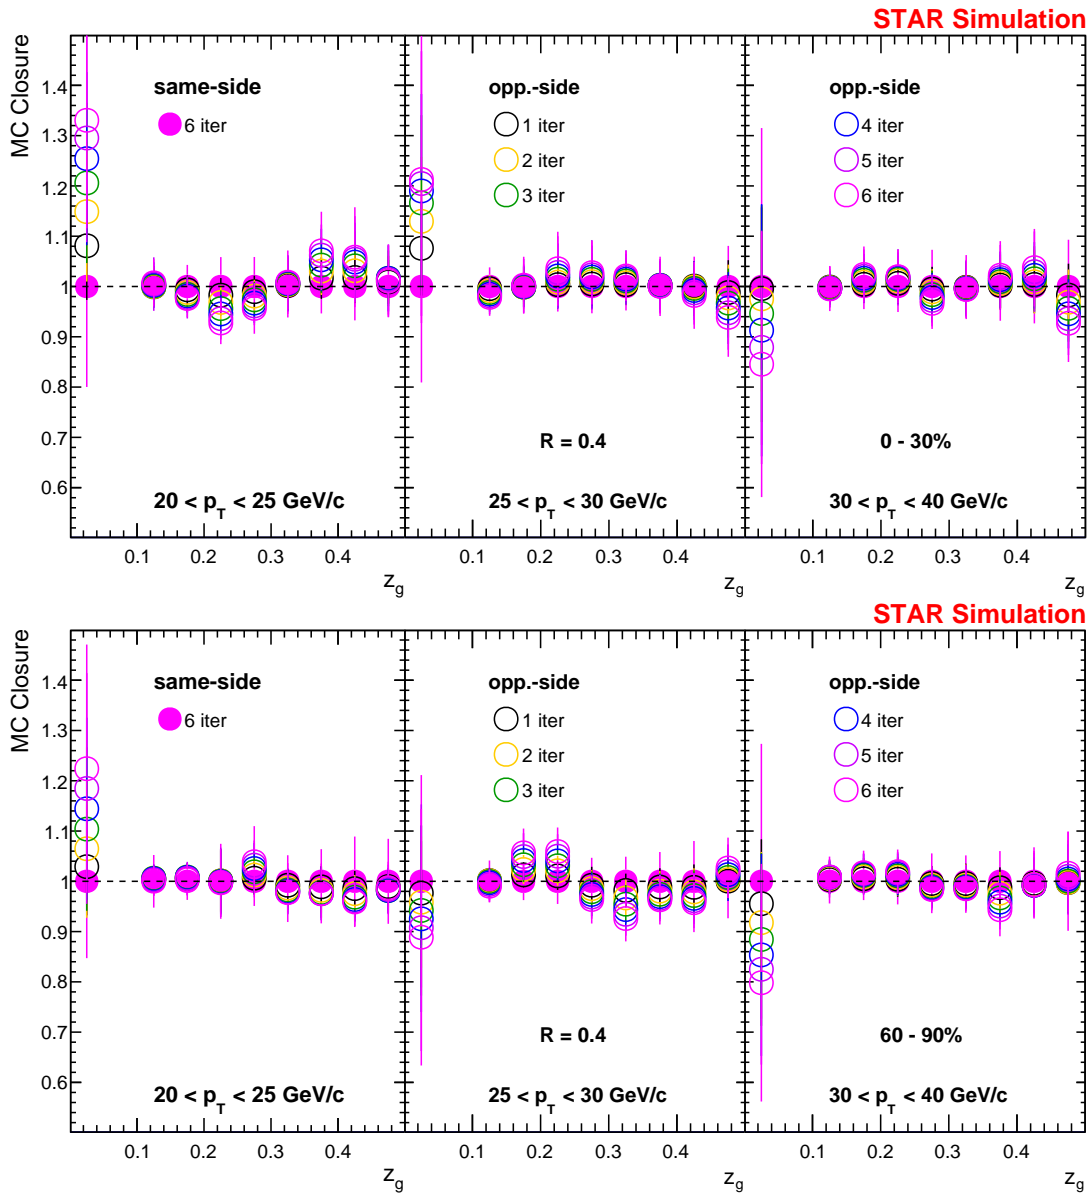 STAR Simulation
MC Closure
1.4
1.3
1.2
1.1
1
0.9
0.8
0.7
0.6
same-side
6 iter
opp.-side
1 iter
2 iter
3 iter
opp.-side
4 iter
5 iter
6 iter
R = 0.4
0 - 30%
20 < p_T < 25 GeV/c
25 < p_T < 30 GeV/c
30 < p_T < 40 GeV/c
0.1 0.2 0.3 0.4
0.1 0.2 0.3 0.4
0.1 0.2 0.3 0.4
z_g
z_g
z_g
STAR Simulation
MC Closure
1.4
1.3
1.2
1.1
1
0.9
0.8
0.7
0.6
same-side
6 iter
opp.-side
1 iter
2 iter
3 iter
opp.-side
4 iter
5 iter
6 iter
R = 0.4
60 - 90%
20 < p_T < 25 GeV/c
25 < p_T < 30 GeV/c
30 < p_T < 40 GeV/c
0.1 0.2 0.3 0.4
0.1 0.2 0.3 0.4
0.1 0.2 0.3 0.4
z_g
z_g
z_g